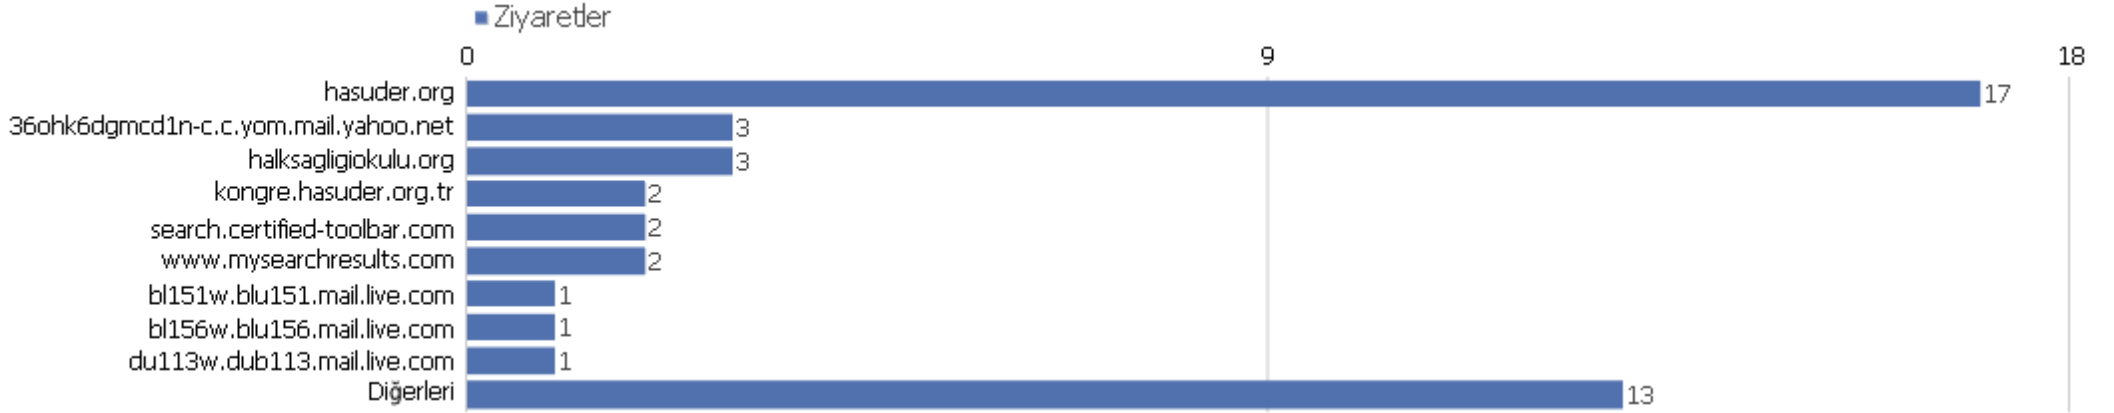 Ziyaretler
0 9 18
hasuder.org 17
36ohk6dgmcd1n-c.c.yom.mail.yahoo.net 3
halksagligiokulu.org 3
kongre.hasuder.org.tr 2
search.certified-toolbar.com 2
www.mysearchresults.com 2
bl151w.blu151.mail.live.com 1
bl156w.blu156.mail.live.com 1
du113w.dub113.mail.live.com 1
Diğerleri 13